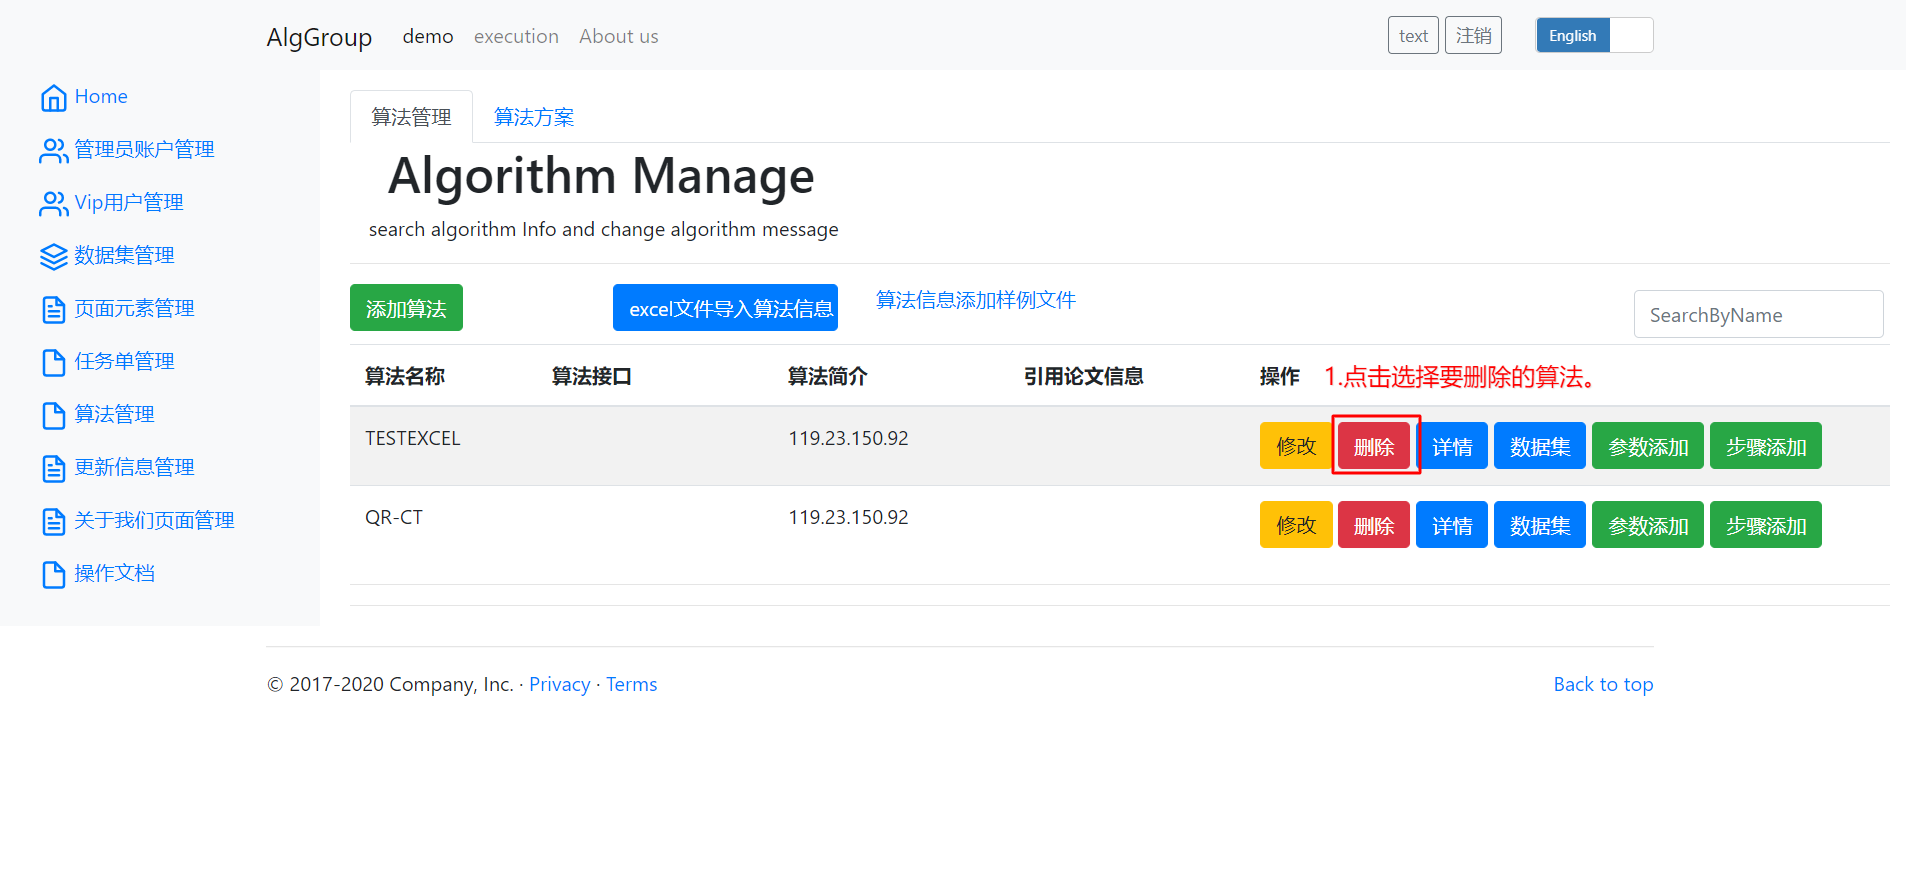 AlgGroup demo execution About us text 注销 English
Home
管理员账户管理
Vip用户管理
数据集管理
页面元素管理
任务单管理
算法管理
更新信息管理
关于我们页面管理
操作文档
算法管理 算法方案
Algorithm Manage
search algorithm Info and change algorithm message
添加算法 excel文件导入算法信息 算法信息添加样例文件 SearchByName
算法名称 算法接口 算法简介 引用论文信息 操作 1.点击选择要删除的算法。
TESTEXCEL 119.23.150.92 修改 删除 详情 数据集 参数添加 步骤添加
QR-CT 119.23.150.92 修改 删除 详情 数据集 参数添加 步骤添加
© 2017-2020 Company, Inc. · Privacy · Terms Back to top